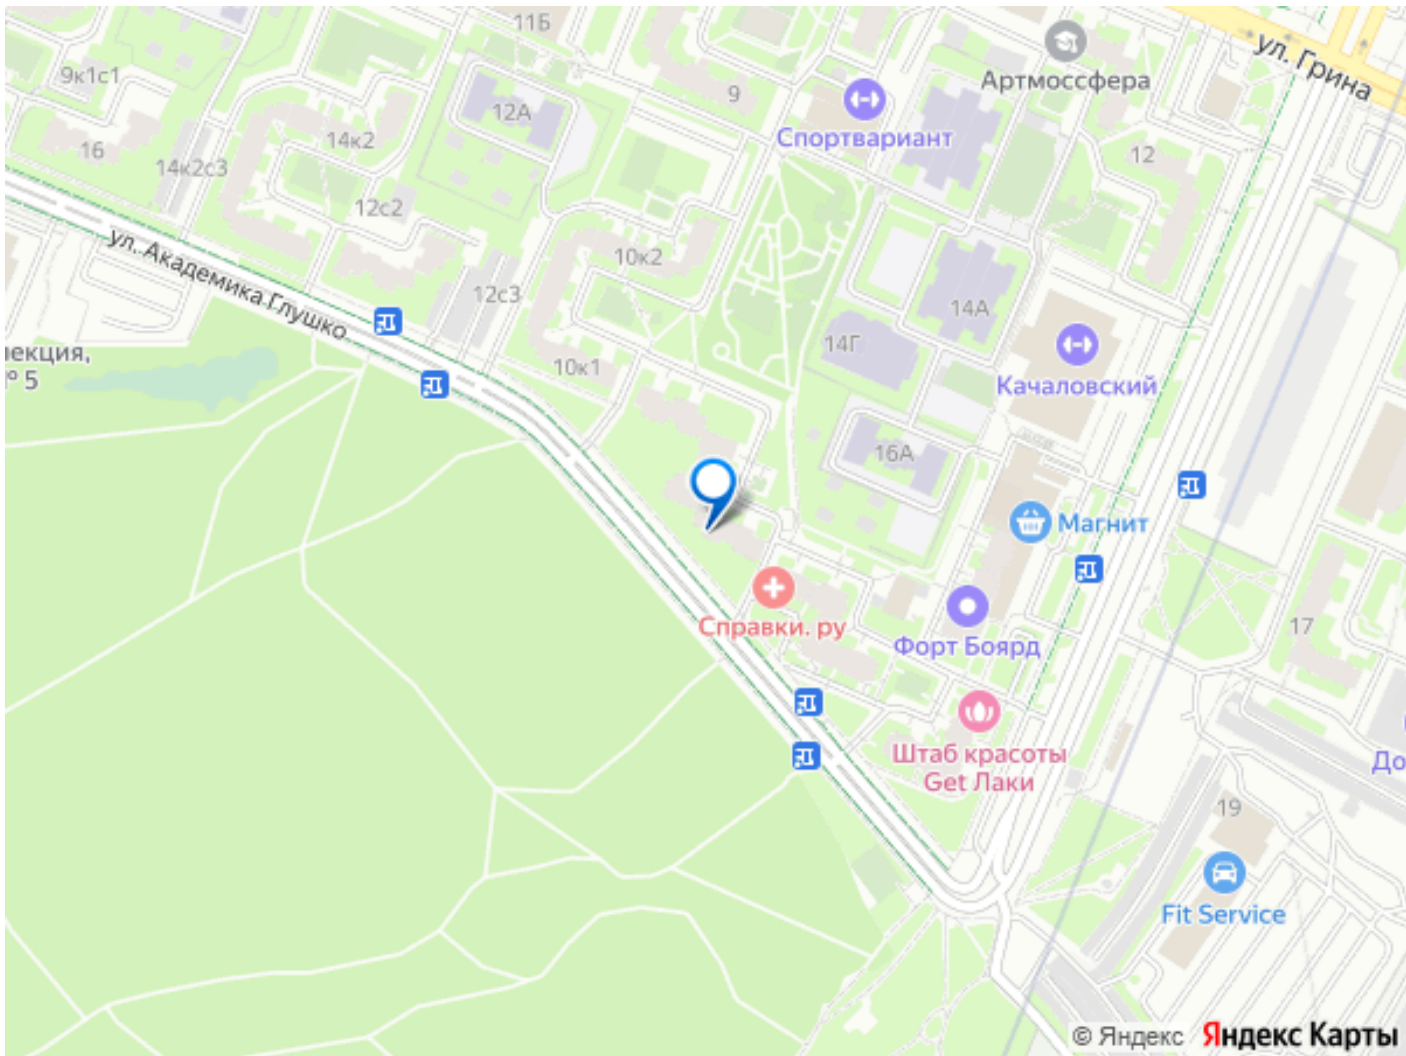 11Б
ул. Грина
Артмоссфера
9к1с1
9
12А
Спортвариант
14к2
16
12
14к2с3
12с2
ул. Академика Глушко
10к2
12с3
14А
14Г
лекция,
№ 5
10к1
Качаловский
16А
Магнит
Справки. ру
17
Форт Боярд
Штаб красоты
Get Лаки
До
19
Fit Service
© Яндекс Яндекс Карты